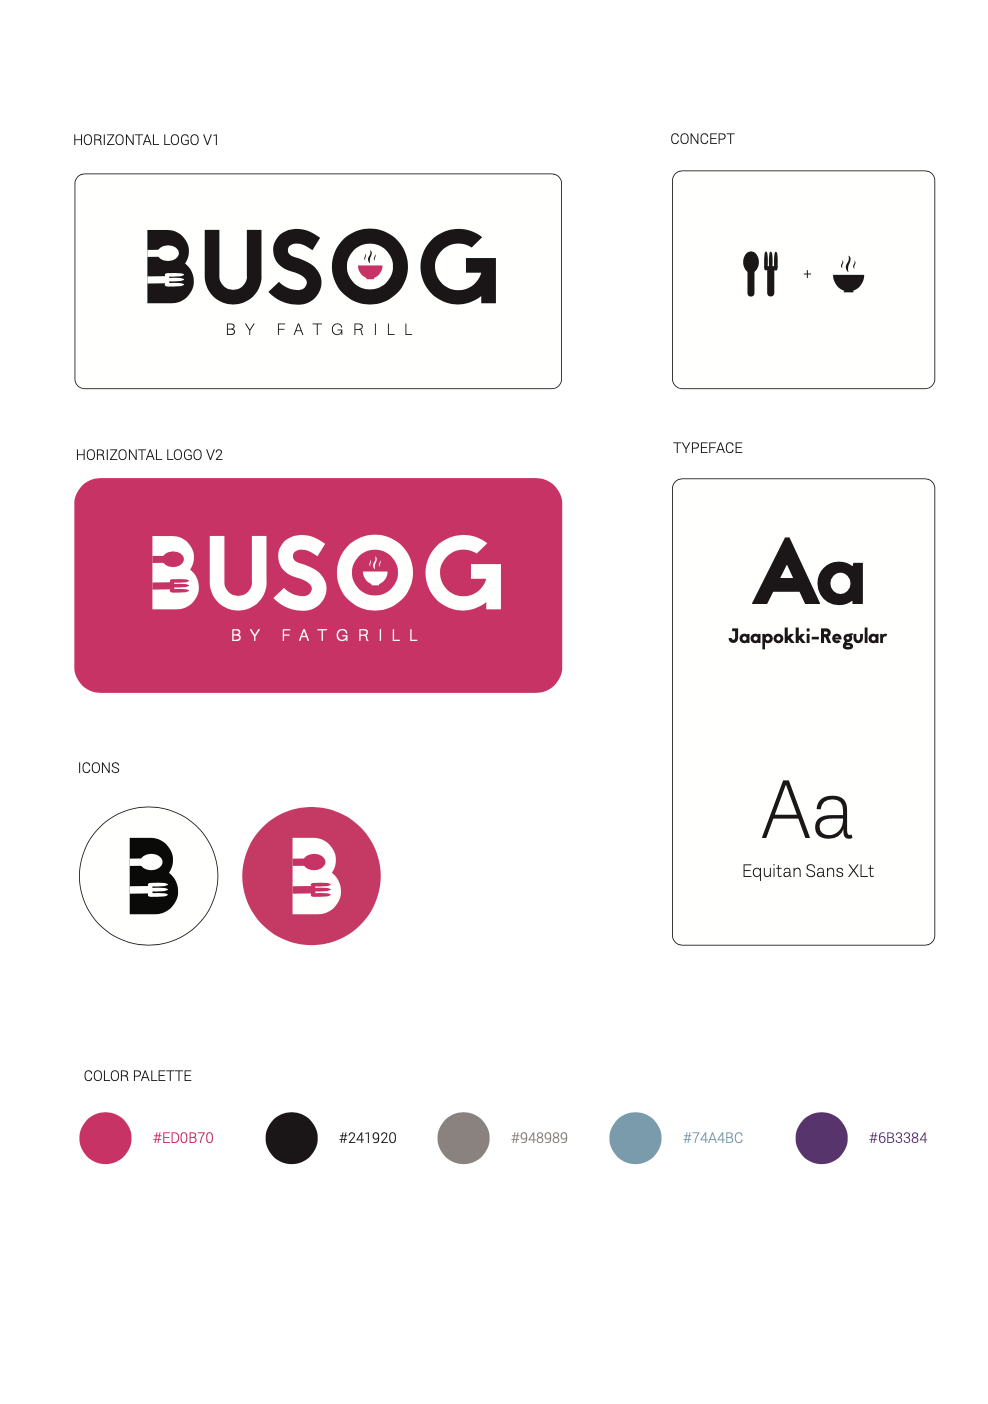 HORIZONTAL LOGO V1
BUSOG
BY FATGRILL
CONCEPT
+
HORIZONTAL LOGO V2
BUSOG
BY FATGRILL
TYPEFACE
Aa
Jaapokki-Regular
Aa
Equitan Sans XLt
ICONS
B
B
COLOR PALETTE
#ED0B70
#241920
#948989
#74A4BC
#6B3384